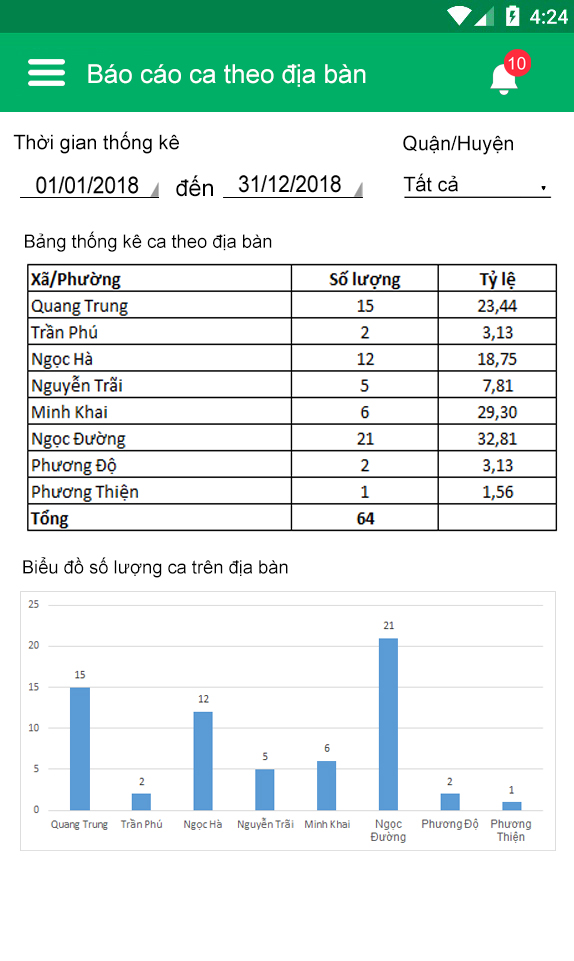 4:24
Báo cáo ca theo địa bàn
10
Thời gian thống kê
Quận/Huyện
01/01/2018 đến 31/12/2018
Tất cả
Bảng thống kê ca theo địa bàn
Xã/Phường Số lượng Tỷ lệ
Quang Trung 15 23,44
Trần Phú 2 3,13
Ngọc Hà 12 18,75
Nguyễn Trãi 5 7,81
Minh Khai 6 29,30
Ngọc Đường 21 32,81
Phương Độ 2 3,13
Phương Thiện 1 1,56
Tổng 64
Biểu đồ số lượng ca trên địa bàn
25
20
15
10
5
0
15
2
12
5
6
21
2
1
Quang Trung
Trần Phú
Ngọc Hà
Nguyễn Trãi
Minh Khai
Ngọc
Đường
Phương Độ
Phương
Thiện